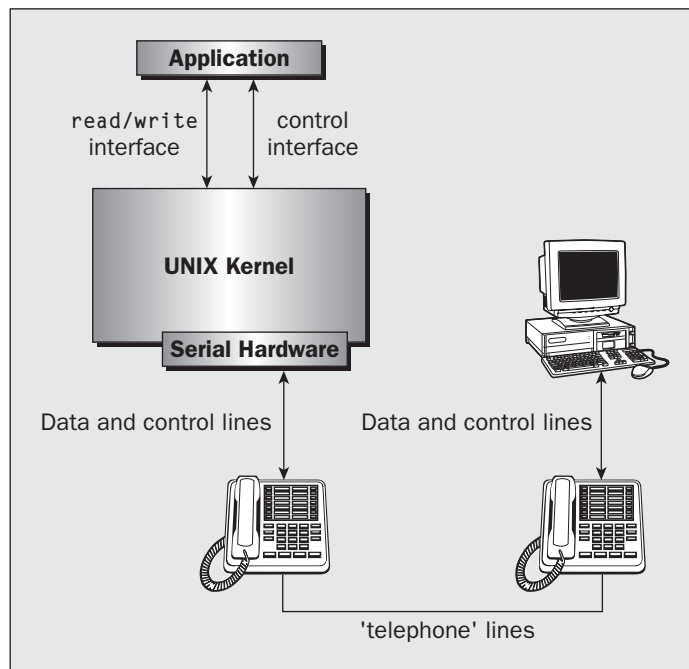 Application
read/write
interface
control
interface
UNIX Kernel
Serial Hardware
Data and control lines
Data and control lines
'telephone' lines